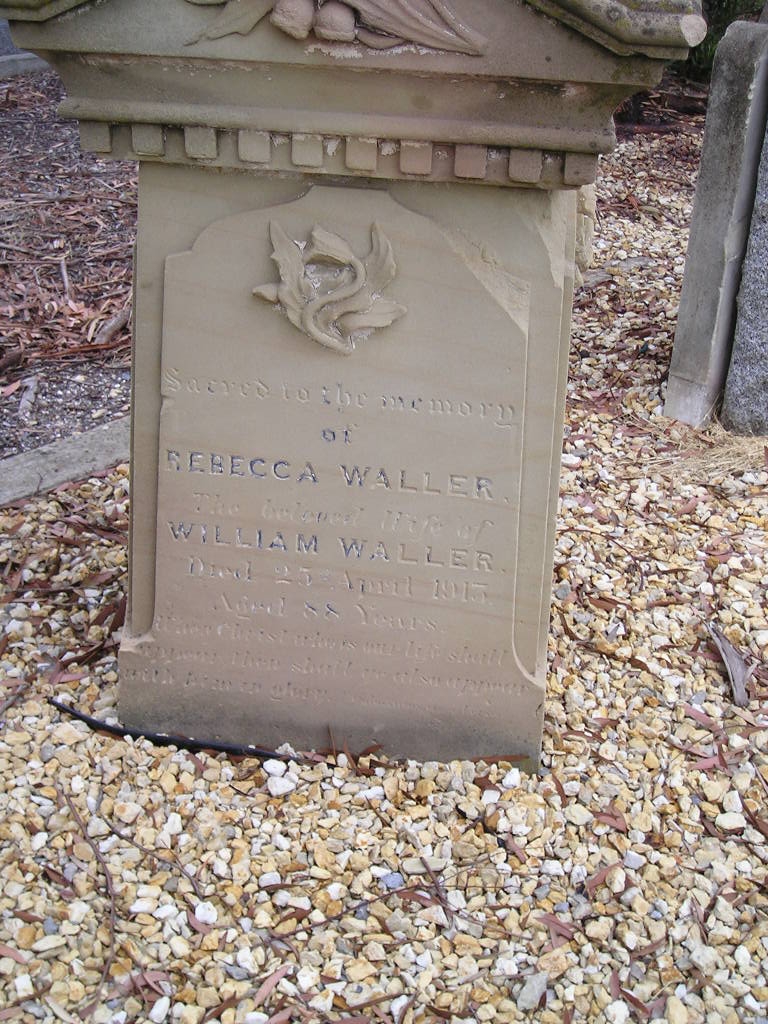 Sacred to the memory
of
REBECCA WALLER.
The beloved Wife of
WILLIAM WALLER.
Died 25th April 1913.
Aged 88 Years.
When Christ who is our life shall
appear, then shall ye also appear
with him in glory.